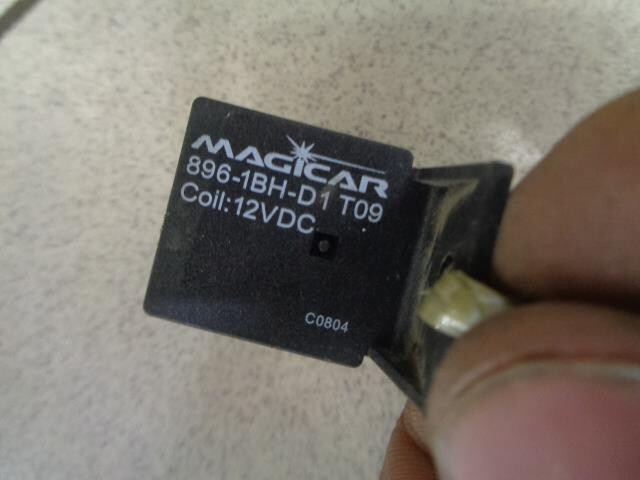 MAGICAR
896-1BH-D1 T09
Coil:12VDC
C0804